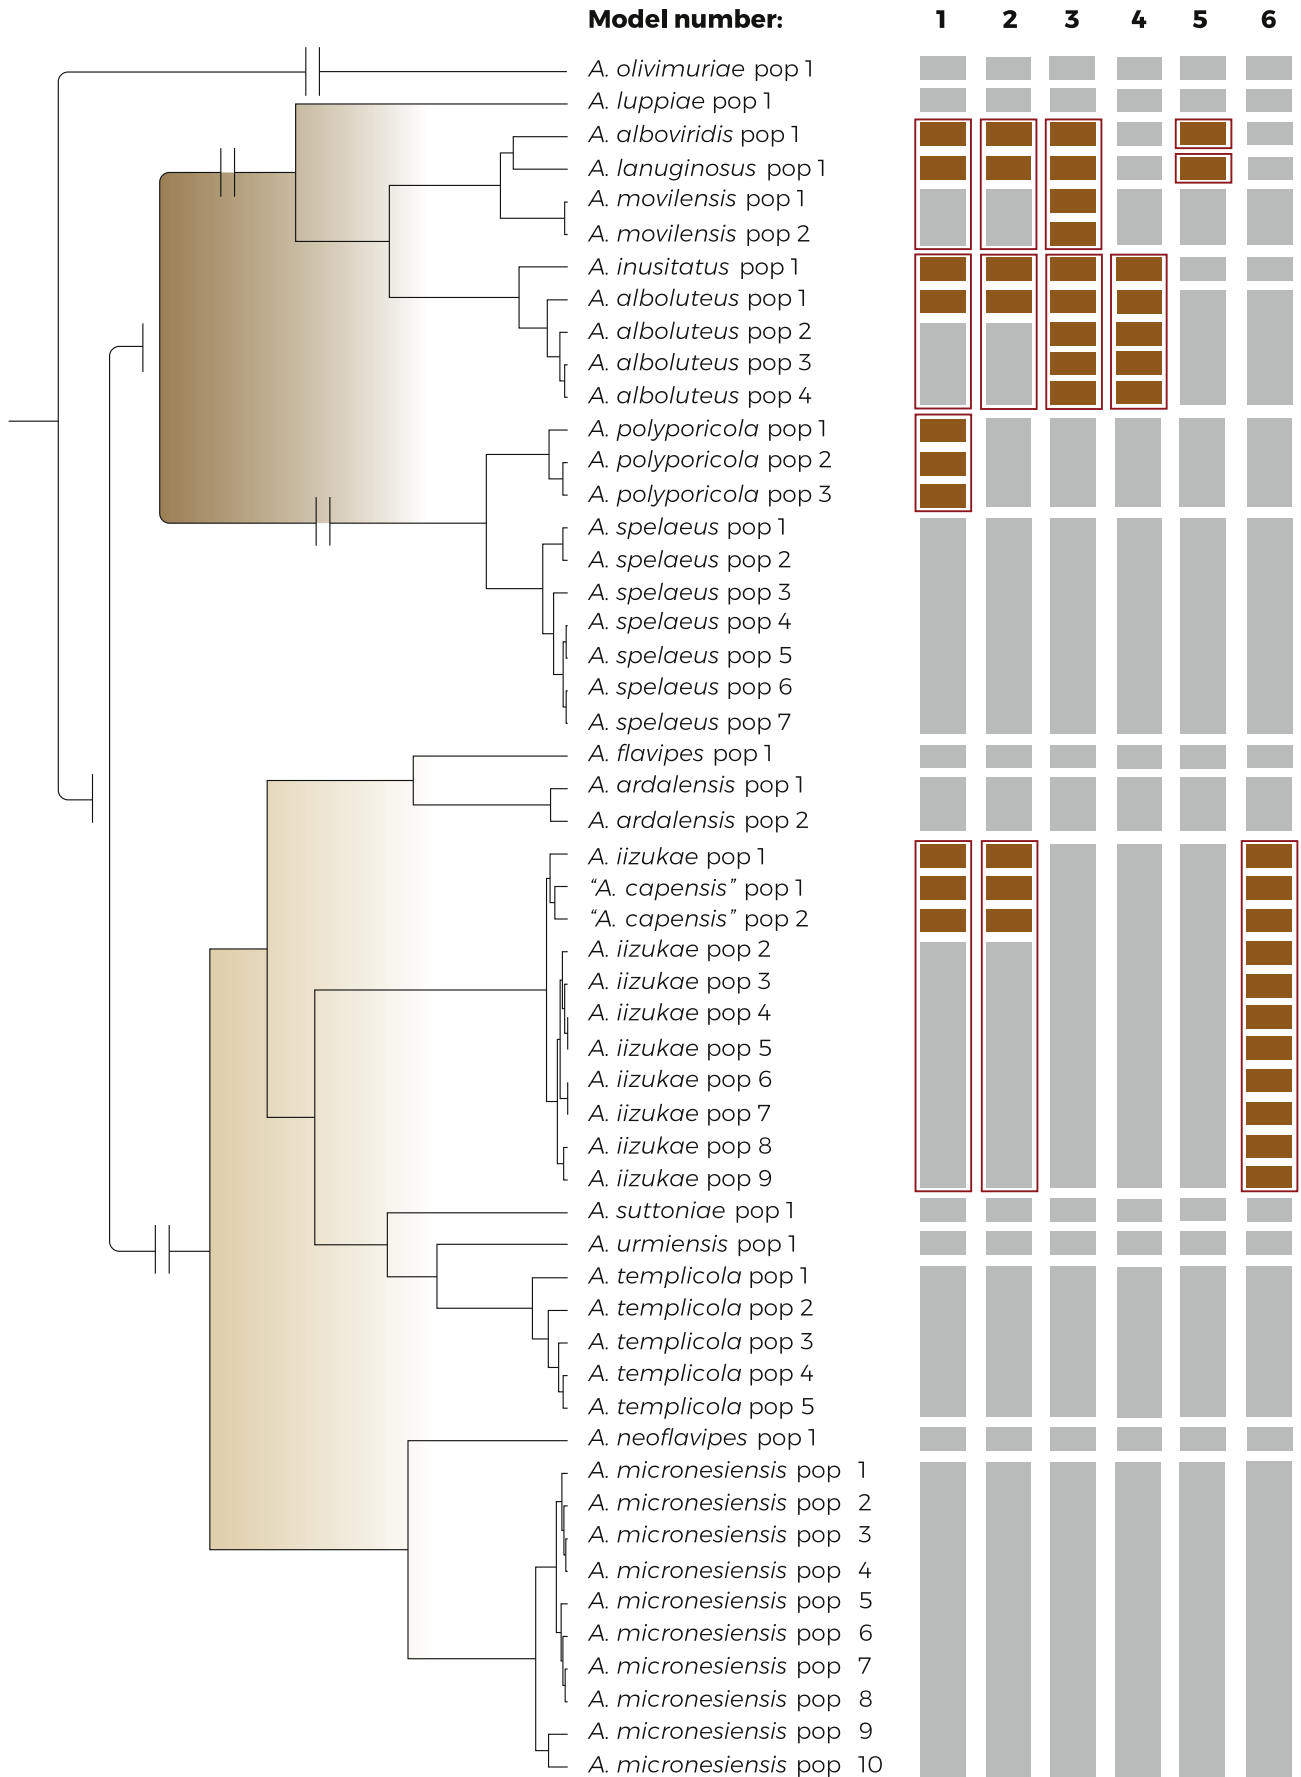 Model number: 1 2 3 4 5 6
A. olivimuriae pop 1
A. luppiae pop 1
A. alboviridis pop 1
A. lanuginosus pop 1
A. movilensis pop 1
A. movilensis pop 2
A. inusitatus pop 1
A. alboluteus pop 1
A. alboluteus pop 2
A. alboluteus pop 3
A. alboluteus pop 4
A. polyporicola pop 1
A. polyporicola pop 2
A. polyporicola pop 3
A. spelaeus pop 1
A. spelaeus pop 2
A. spelaeus pop 3
A. spelaeus pop 4
A. spelaeus pop 5
A. spelaeus pop 6
A. spelaeus pop 7
A. flavipes pop 1
A. ardalensis pop 1
A. ardalensis pop 2
A. iizukae pop 1
“A. capensis” pop 1
“A. capensis” pop 2
A. iizukae pop 2
A. iizukae pop 3
A. iizukae pop 4
A. iizukae pop 5
A. iizukae pop 6
A. iizukae pop 7
A. iizukae pop 8
A. iizukae pop 9
A. suttoniae pop 1
A. urmiensis pop 1
A. templicola pop 1
A. templicola pop 2
A. templicola pop 3
A. templicola pop 4
A. templicola pop 5
A. neoflavipes pop 1
A. micronesiensis pop 1
A. micronesiensis pop 2
A. micronesiensis pop 3
A. micronesiensis pop 4
A. micronesiensis pop 5
A. micronesiensis pop 6
A. micronesiensis pop 7
A. micronesiensis pop 8
A. micronesiensis pop 9
A. micronesiensis pop 10